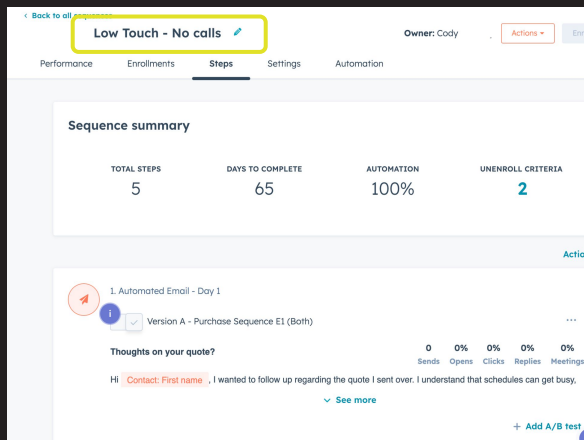 Back to all sequences
Low Touch - No calls
Owner: Cody
Actions
Performance Enrollments Steps Settings Automation
Sequence summary
TOTAL STEPS DAYS TO COMPLETE AUTOMATION UNENROLL CRITERIA
5 65 100% 2
1. Automated Email - Day 1
i
Version A - Purchase Sequence E1 (Both)
...
Thoughts on your quote?
0 0% 0% 0% 0%
Sends Opens Clicks Replies Meetings
Hi Contact: First name , I wanted to follow up regarding the quote I sent over. I understand that schedules can get busy,
See more
+ Add A/B test